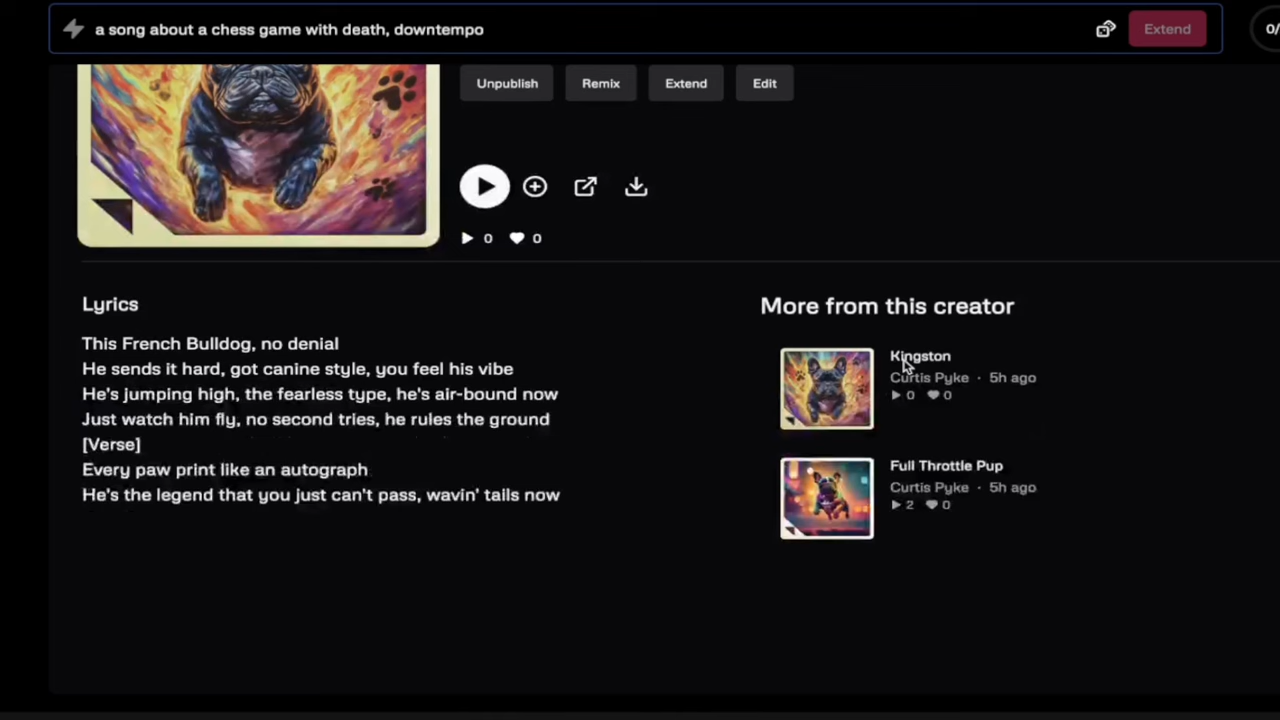 a song about a chess game with death, downtempo
Extend
0/
Unpublish
Remix
Extend
Edit
0
0
Lyrics
This French Bulldog, no denial
He sends it hard, got canine style, you feel his vibe
He's jumping high, the fearless type, he's air-bound now
Just watch him fly, no second tries, he rules the ground
[Verse]
Every paw print like an autograph
He's the legend that you just can't pass, wavin' tails now
More from this creator
Kingston
Curtis Pyke · 5h ago
0
0
Full Throttle Pup
Curtis Pyke · 5h ago
2
0